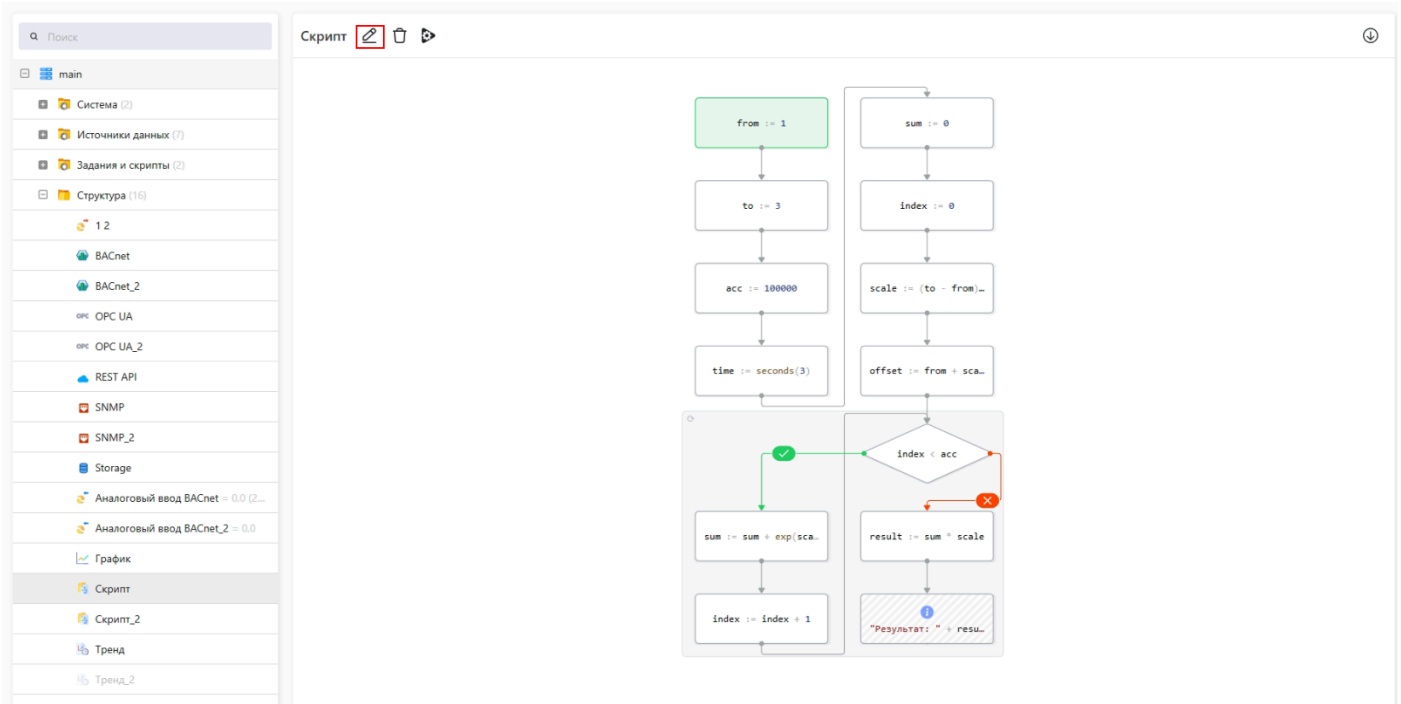 Поиск
main
Система (2)
Источники данных (7)
Задания и скрипты (2)
Структура (16)
1 2
BACnet
BACnet_2
OPC OPC UA
OPC OPC UA_2
REST API
SNMP
SNMP_2
Storage
Аналоговый ввод BACnet = 0,0 (2...
Аналоговый ввод BACnet_2 = 0,0
График
Скрипт
Скрипт_2
Тренд
Тренд_2
Скрипт
from := 1
to := 3
acc := 100000
time := seconds(3)
sum := 0
index := 0
scale := (to - from)…
offset := from + sca…
index < acc
sum := sum + exp(sca…
index := index + 1
result := sum * scale
"Результат: " + resu…